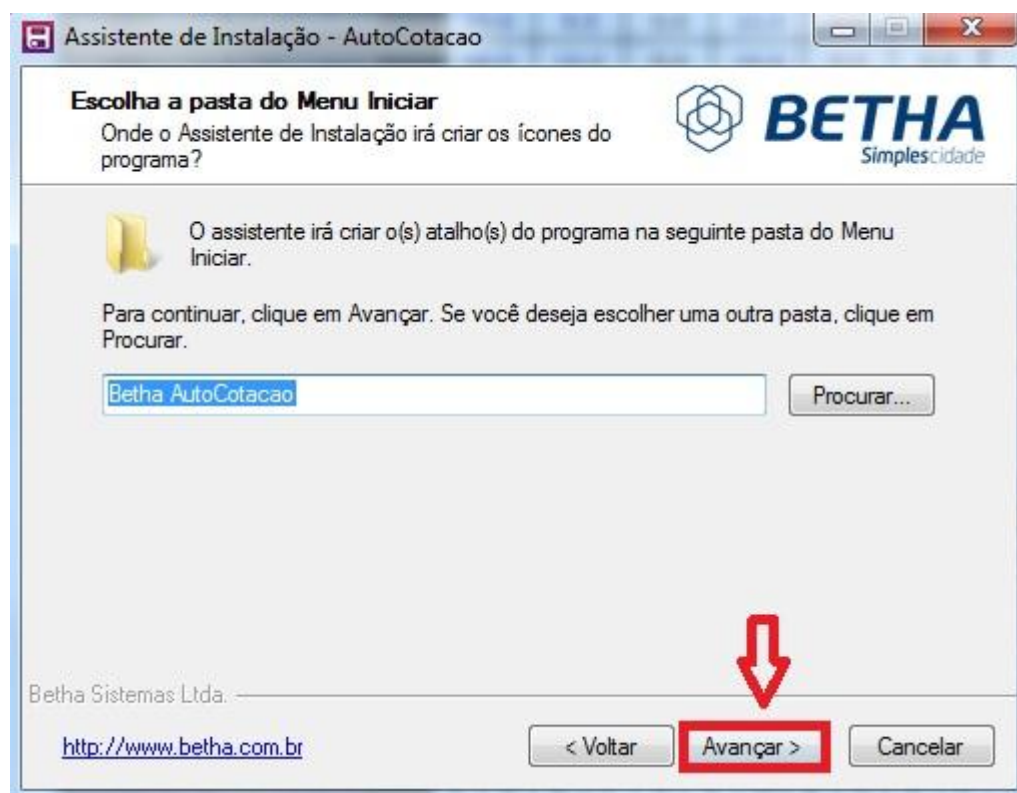 Assistente de Instalação - AutoCotacao
Escolha a pasta do Menu Iniciar
Onde o Assistente de Instalação irá criar os ícones do
programa?
BETHA
Simplescidade
O assistente irá criar o(s) atalho(s) do programa na seguinte pasta do Menu
Iniciar.
Para continuar, clique em Avançar. Se você deseja escolher uma outra pasta, clique em
Procurar.
Betha AutoCotacao
Procurar...
Betha Sistemas Ltda.
http://www.betha.com.br
< Voltar
Avançar >
Cancelar